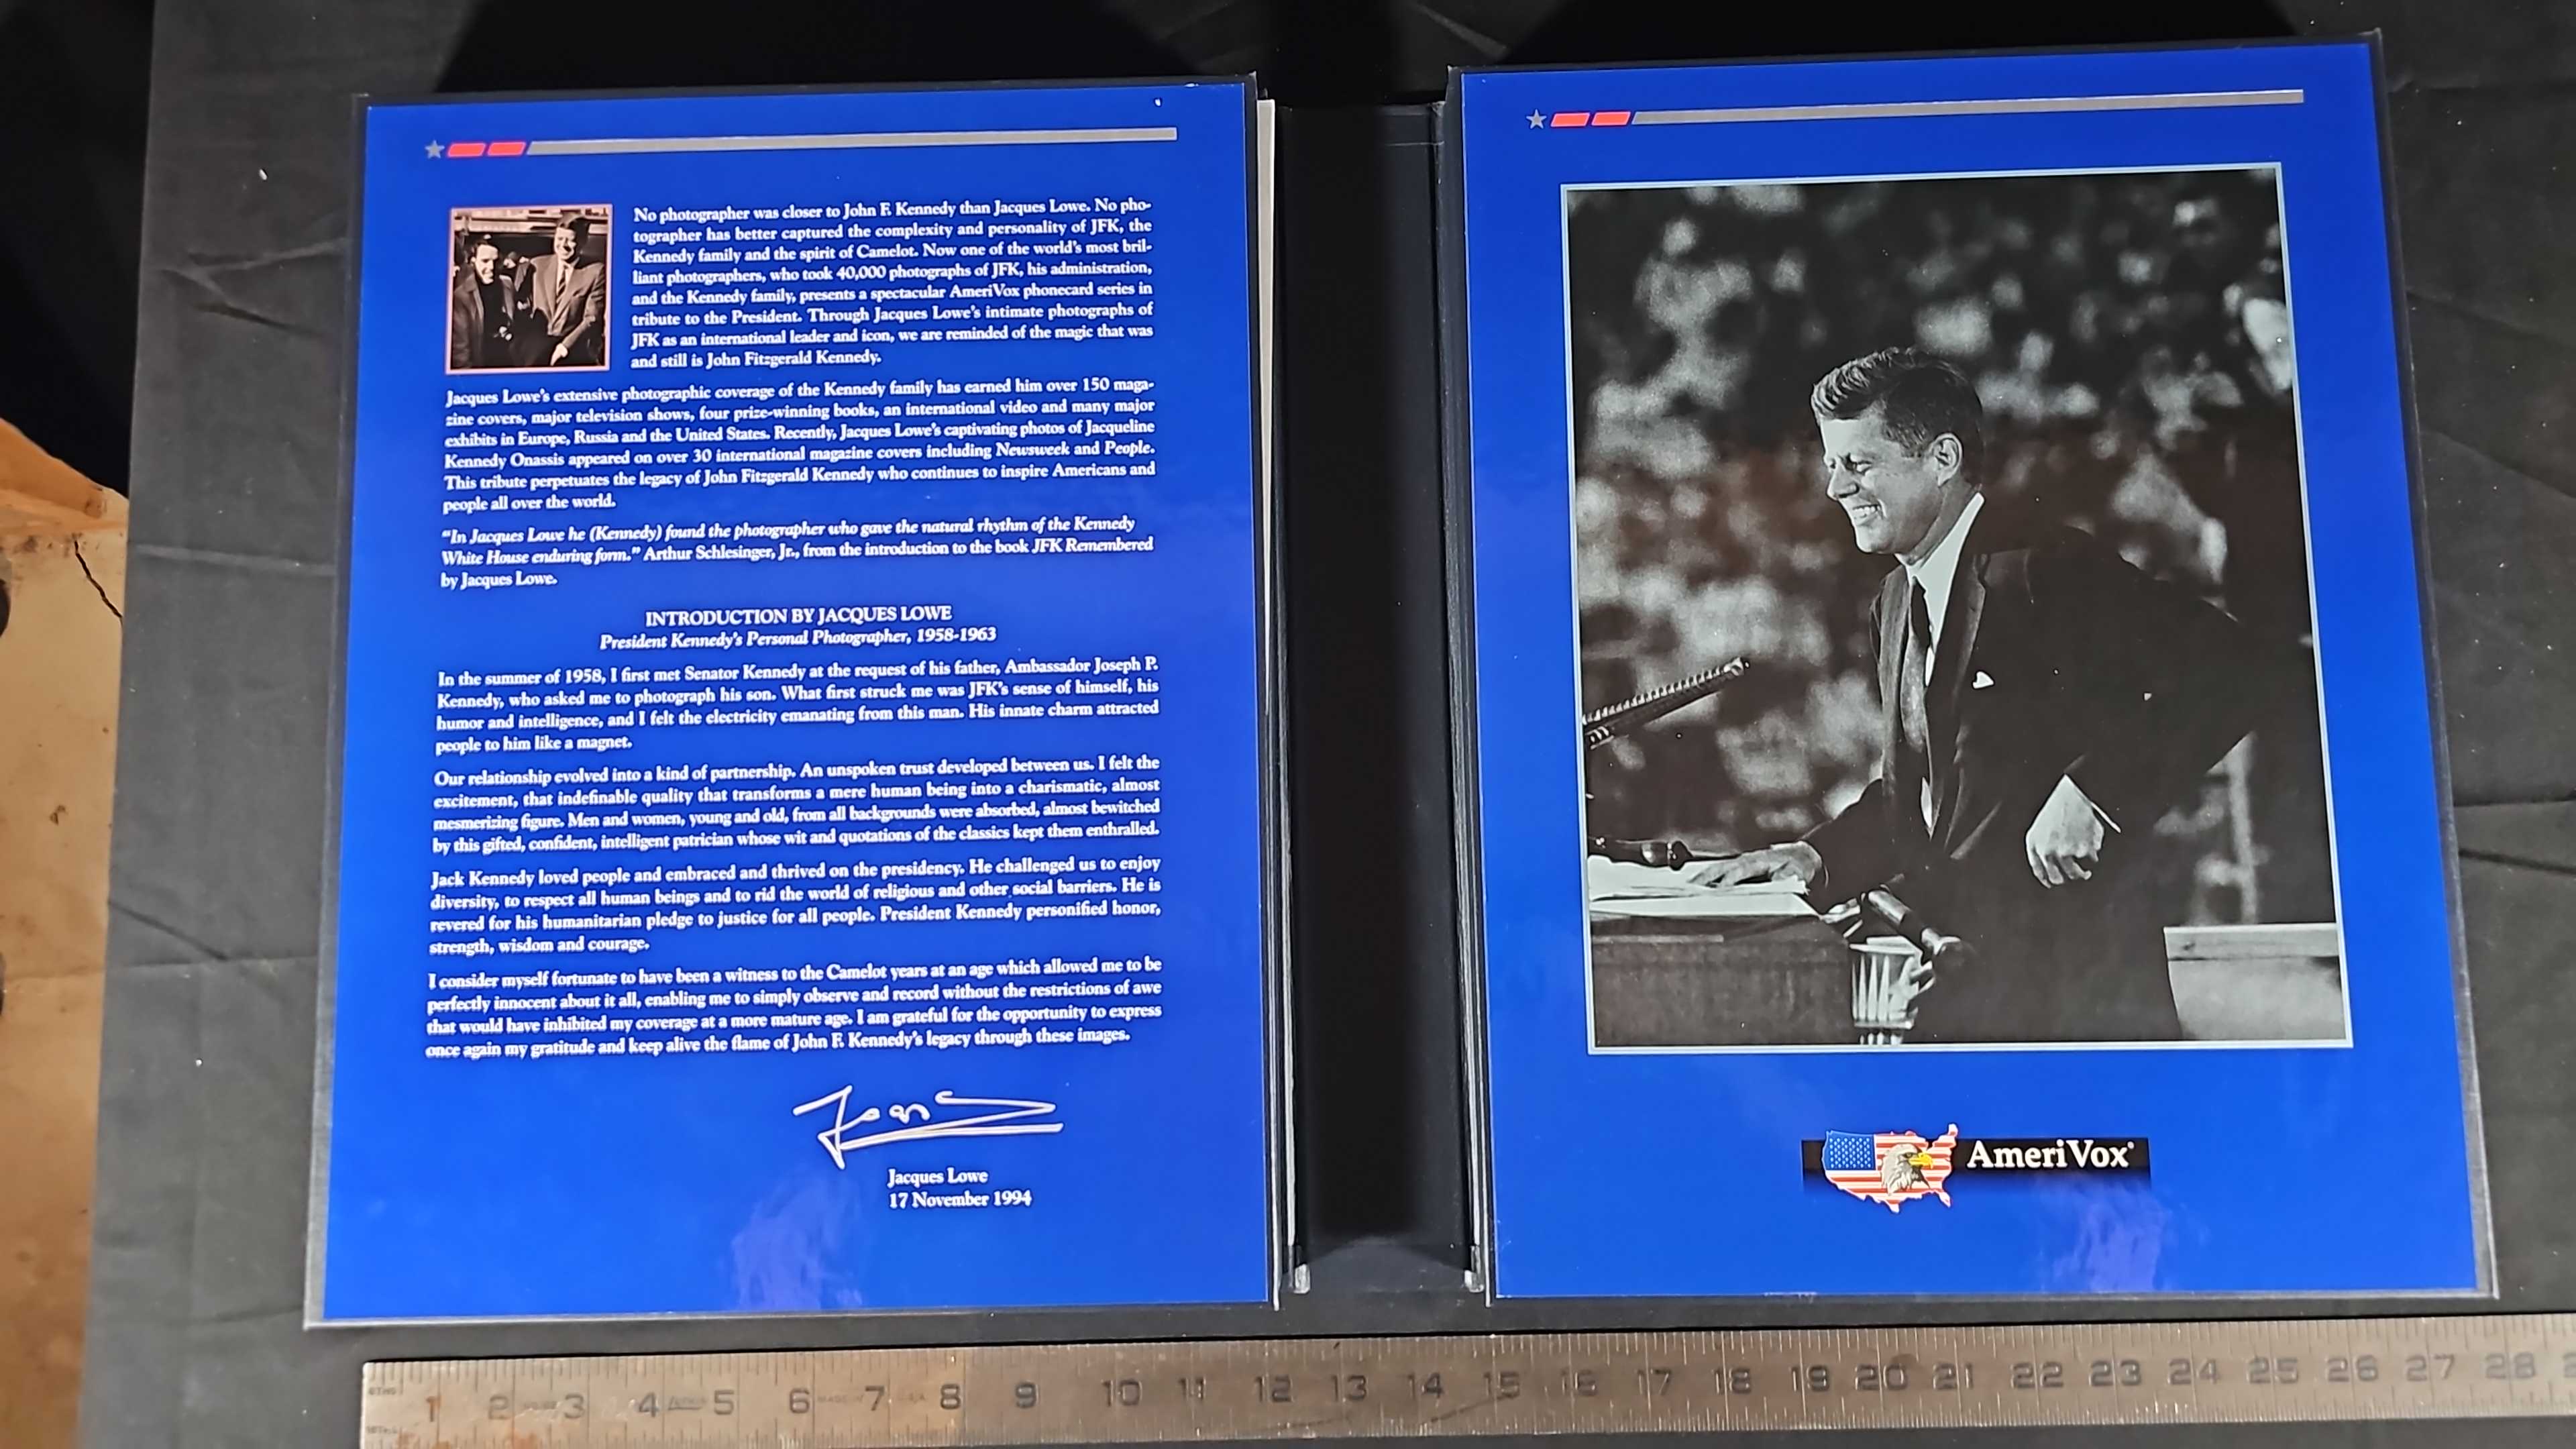 No photographer was closer to John F. Kennedy than Jacques Lowe. No pho-
tographer has better captured the complexity and personality of JFK, the
Kennedy family and the spirit of Camelot. Now one of the world's most bril-
liant photographers, who took 40,000 photographs of JFK, his administration,
and the Kennedy family, presents a spectacular AmeriVox phonecard series in
tribute to the President. Through Jacques Lowe's intimate photographs of
JFK as an international leader and icon, we are reminded of the magic that was
and still is John Fitzgerald Kennedy.
Jacques Lowe's extensive photographic coverage of the Kennedy family has earned him over 150 maga-
zine covers, major television shows, four prize-winning books, an international video and many major
exhibits in Europe, Russia and the United States. Recently, Jacques Lowe's captivating photos of Jacqueline
Kennedy Onassis appeared on over 30 international magazine covers including Newsweek and People.
This tribute perpetuates the legacy of John Fitzgerald Kennedy who continues to inspire Americans and
people all over the world.
"In Jacques Lowe he (Kennedy) found the photographer who gave the natural rhythm of the Kennedy
White House enduring form." Arthur Schlesinger, Jr., from the introduction to the book JFK Remembered
by Jacques Lowe.
INTRODUCTION BY JACQUES LOWE
President Kennedy's Personal Photographer, 1958-1963
In the summer of 1958, I first met Senator Kennedy at the request of his father, Ambassador Joseph P.
Kennedy, who asked me to photograph his son. What first struck me was JFK's sense of himself, his
humor and intelligence, and I felt the electricity emanating from this man. His innate charm attracted
people to him like a magnet.
Our relationship evolved into a kind of partnership. An unspoken trust developed between us. I felt the
excitement, that indefinable quality that transforms a mere human being into a charismatic, almost
mesmerizing figure. Men and women, young and old, from all backgrounds were absorbed, almost bewitched
by this gifted, confident, intelligent patrician whose wit and quotations of the classics kept them enthralled.
Jack Kennedy loved people and embraced and thrived on the presidency. He challenged us to enjoy
diversity, to respect all human beings and to rid the world of religious and other social barriers. He is
revered for his humanitarian pledge to justice for all people. President Kennedy personified honor,
strength, wisdom and courage.
I consider myself fortunate to have been a witness to the Camelot years at an age which allowed me to be
perfectly innocent about it all, enabling me to simply observe and record without the restrictions of awe
that would have inhibited my coverage at a more mature age. I am grateful for the opportunity to express
once again my gratitude and keep alive the flame of John F. Kennedy's legacy through these images.
Jacques Lowe
17 November 1994
AmeriVox®
1 2 3 4 5 6 7 8 9 10 11 12 13 14 15 16 17 18 19 20 21 22 23 24 25 26 27 28